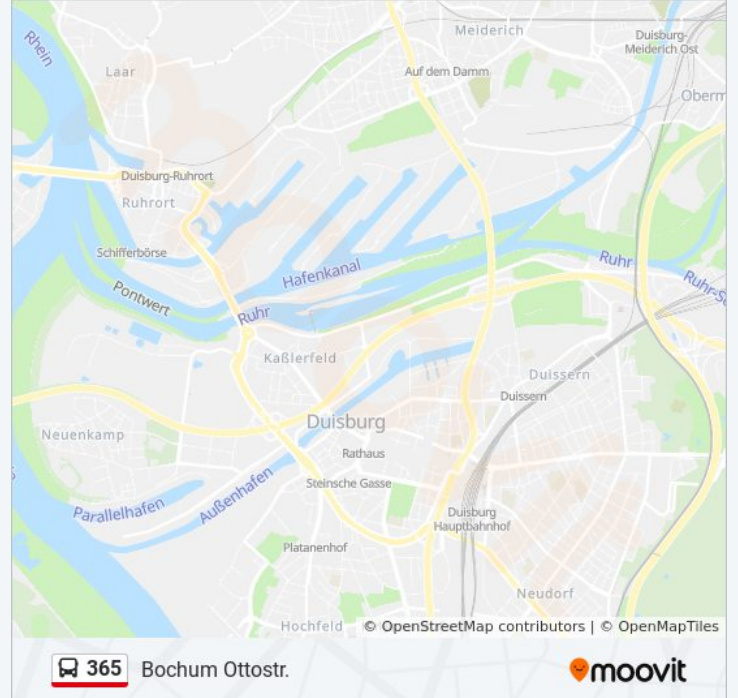 Rhein
Meiderich
Duisburg-
Meiderich Ost
Laar
Auf dem Damm
Oberm
Duisburg-Ruhrort
Ruhrort
Schifferbörse
Hafenkanal
Ruhr
Ruhr-S
Pontwert
Ruhr
Kaßlerfeld
Duissern
Duissern
Duisburg
Neuenkamp
Rathaus
Steinsche Gasse
Außenhafen
Parallelhafen
Duisburg
Hauptbahnhof
Platanenhof
Neudorf
Hochfeld
© OpenStreetMap contributors | © OpenMapTiles
365 Bochum Ottostr.
moovit